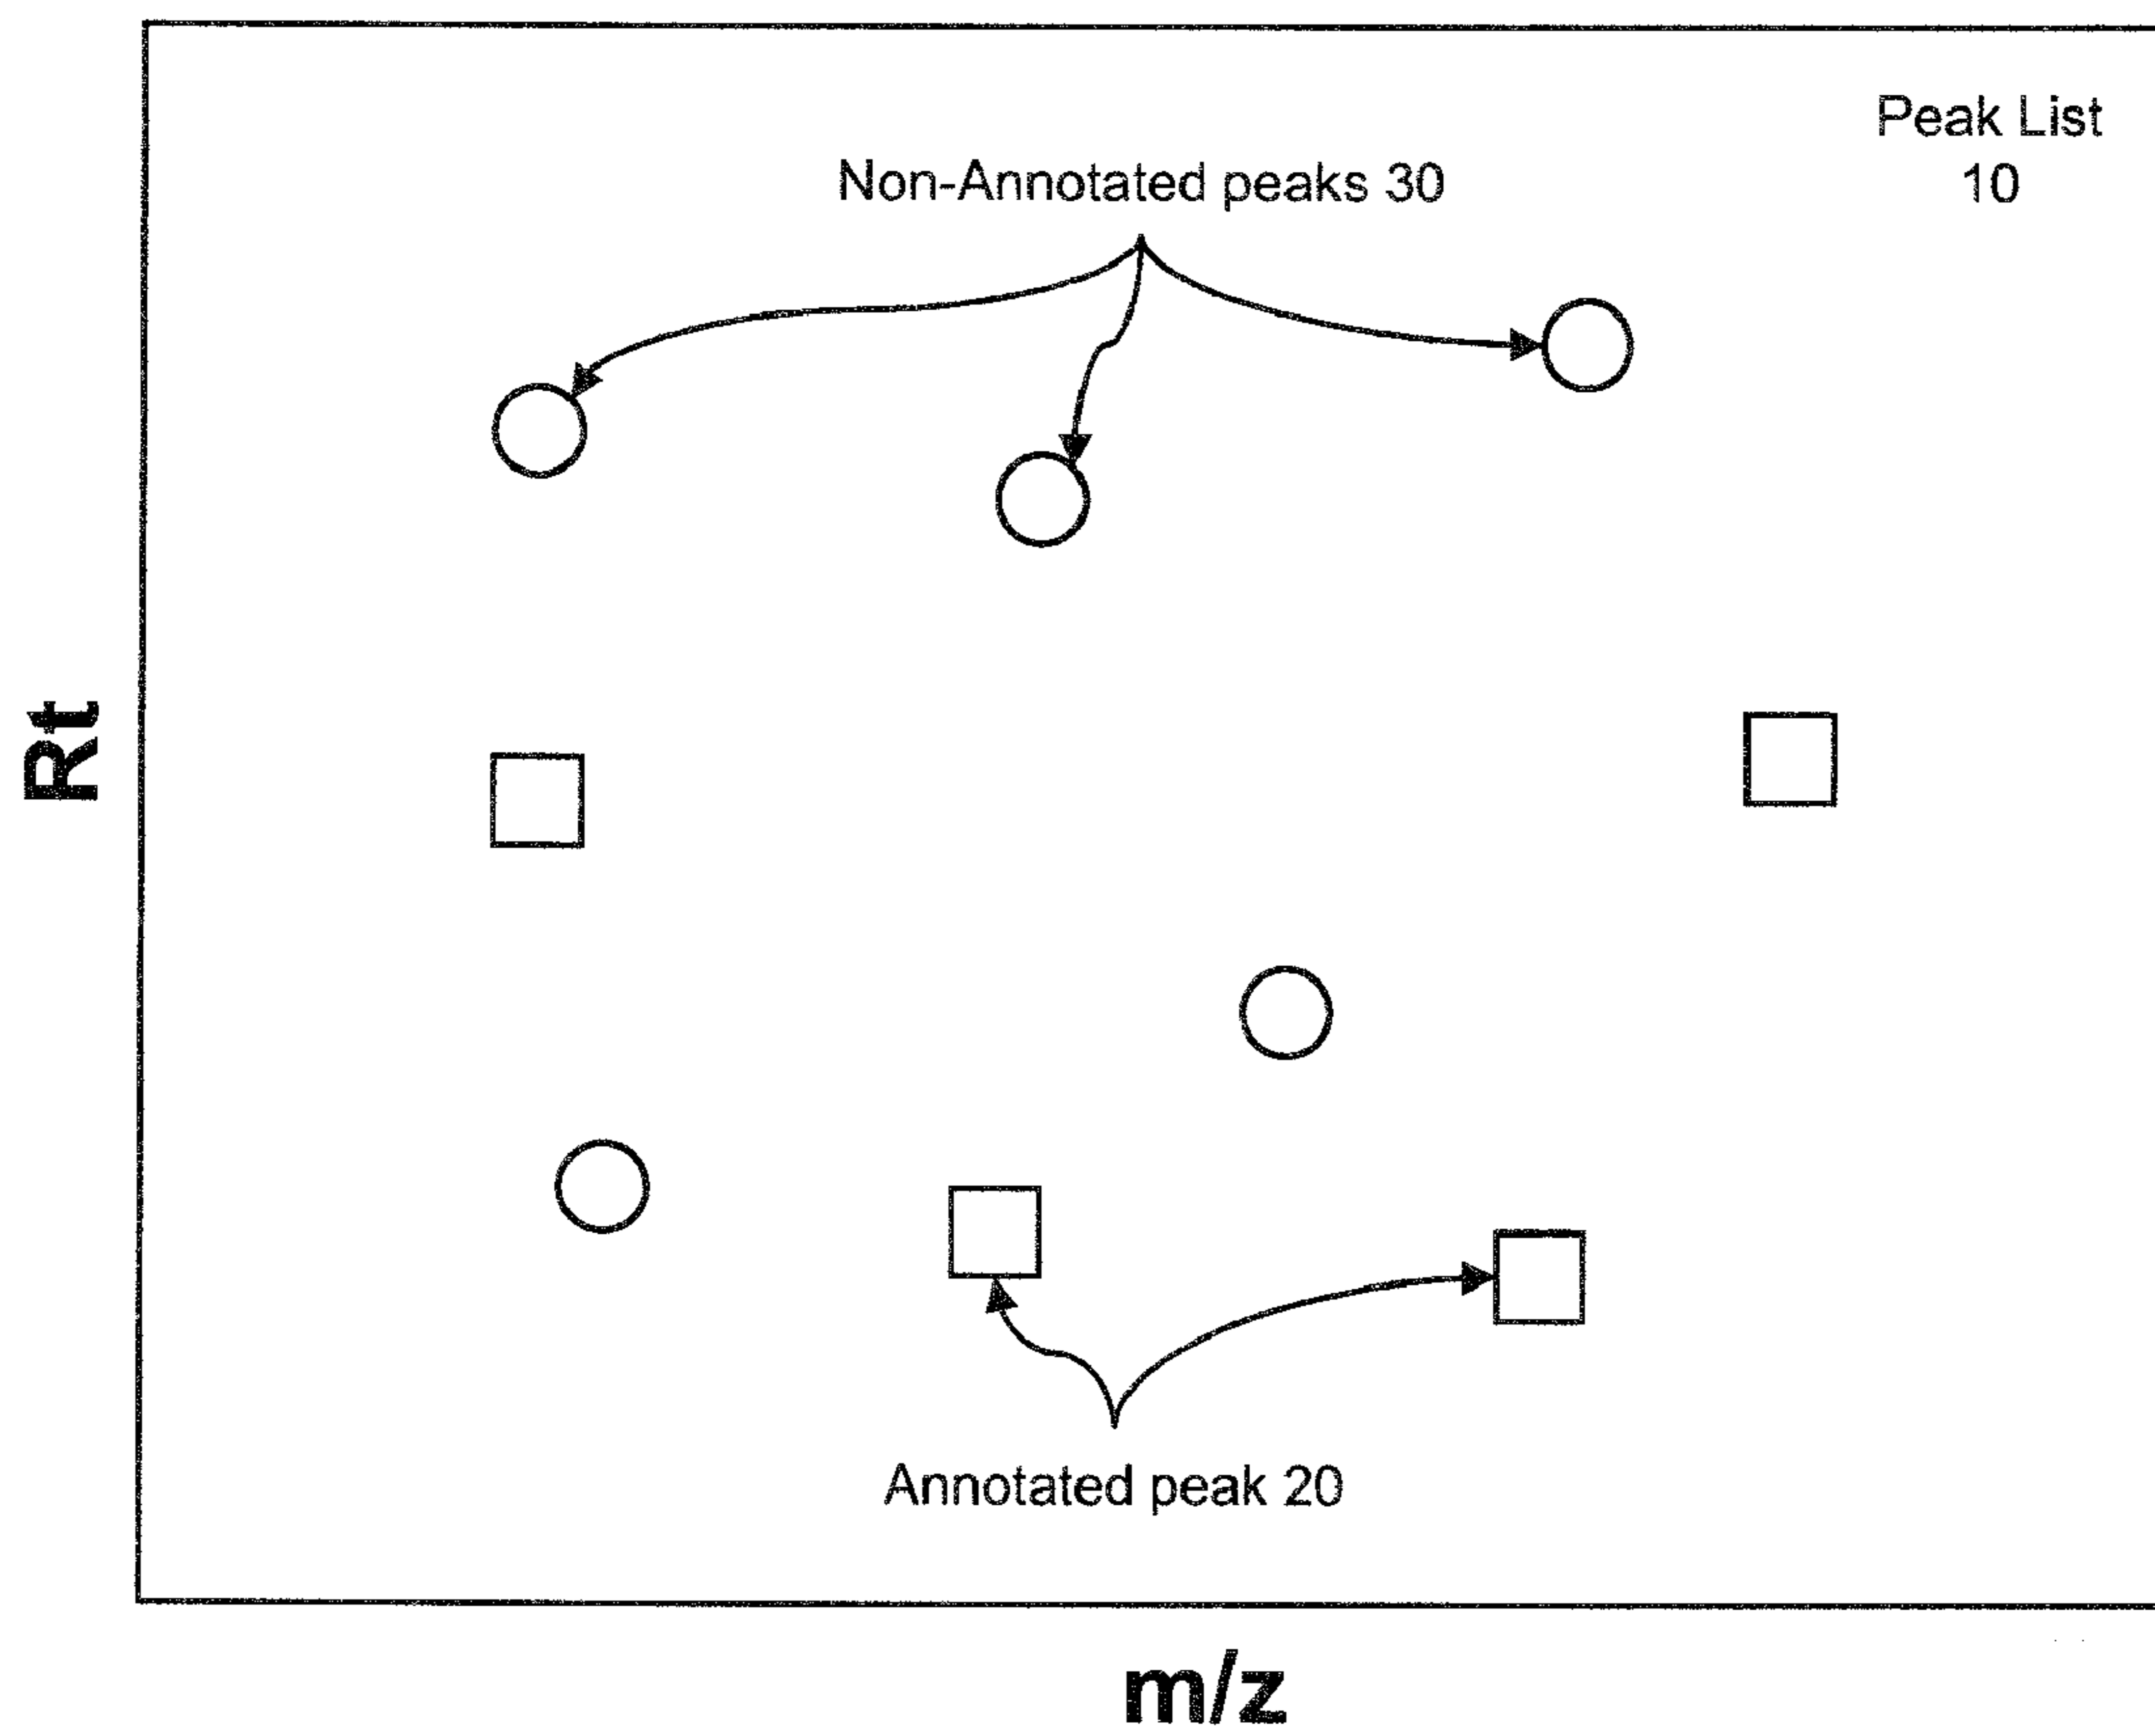 Peak List
10
Non-Annotated peaks 30
Rt
Annotated peak 20
m/z